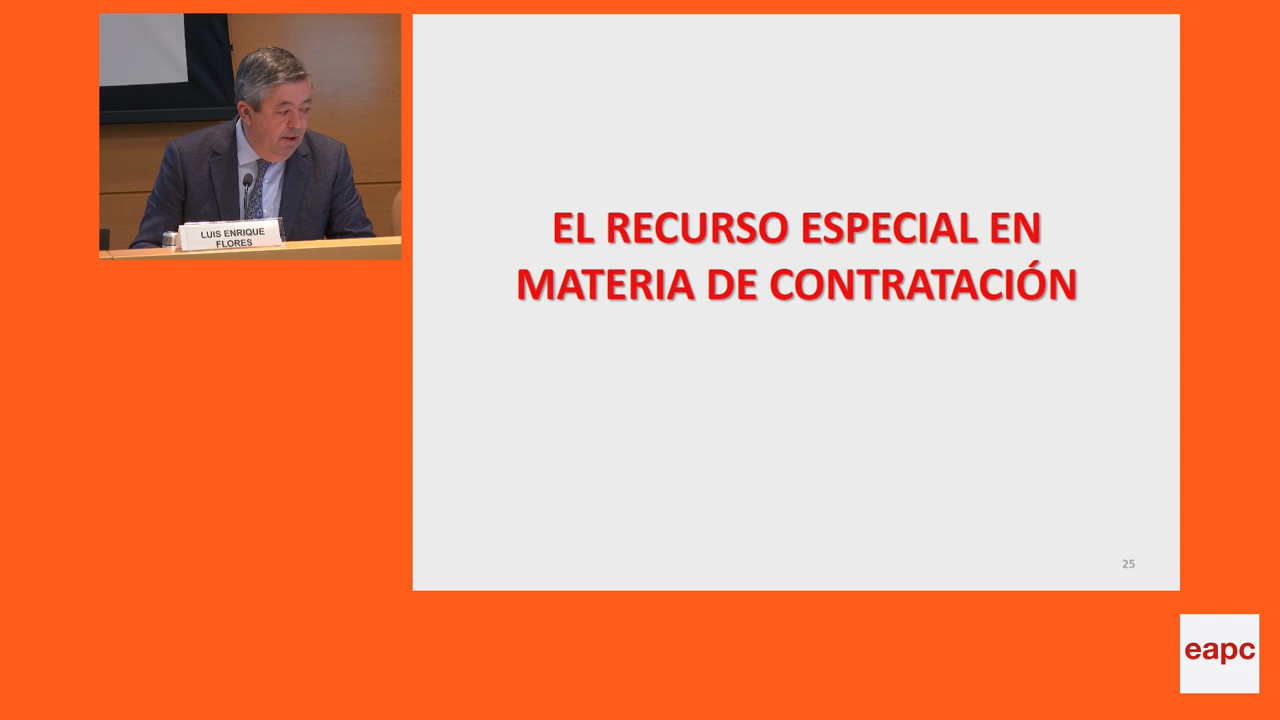 LUIS ENRIQUE
FLORES
EL RECURSO ESPECIAL EN
MATERIA DE CONTRATACIÓN
25
eapc